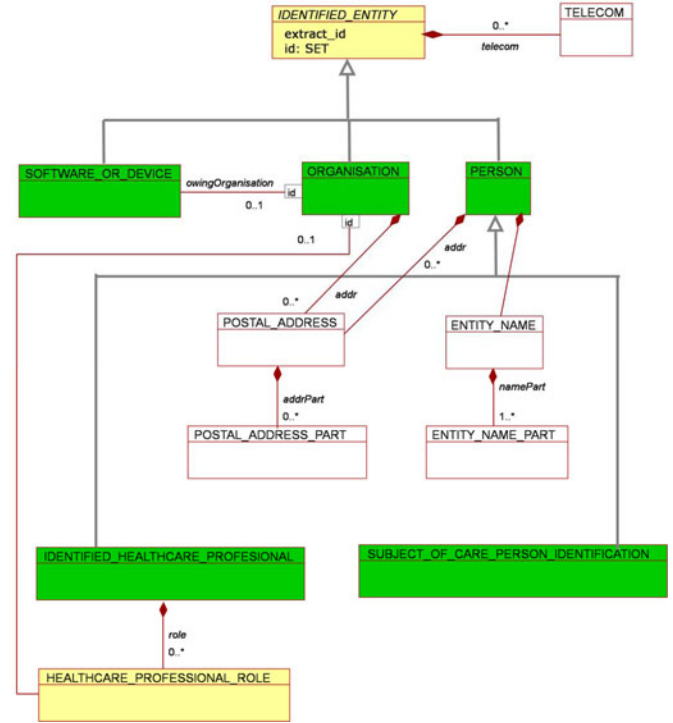 IDENTIFIED_ENTITY
extract_id
id: SET
0..*
telecom
TELECOM
SOFTWARE_OR_DEVICE
owingOrganisation
0..1
id
ORGANISATION
PERSON
id
0..1
addr
0..*
0..*
addr
POSTAL_ADDRESS
ENTITY_NAME
addrPart
0..*
namePart
1..*
POSTAL_ADDRESS_PART
ENTITY_NAME_PART
IDENTIFIED_HEALTHCARE_PROFESIONAL
SUBJECT_OF_CARE_PERSON_IDENTIFICATION
role
0..*
HEALTHCARE_PROFESSIONAL_ROLE